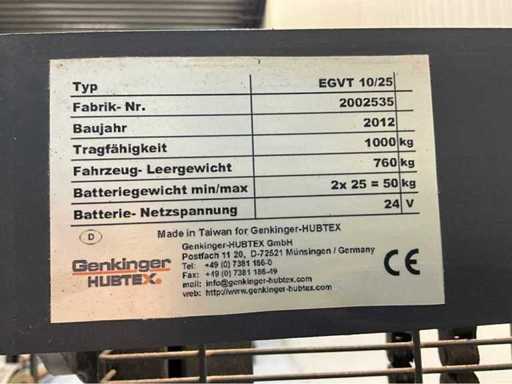 Typ EGVT 10/25
Fabrik- Nr. 2002535
Baujahr 2012
Tragfähigkeit 1000 kg
Fahrzeug- Leergewicht 760 kg
Batteriegewicht min/max 2x 25 = 50 kg
Batterie- Netzspannung 24 V
Made in Taiwan for Genkinger-HUBTEX
D
Genkinger-HUBTEX GmbH
Postfach 11 20, D-72521 Münsingen / Germany
Tel: +49 (0) 7381 186-0
Fax: +49 (0) 7381 186-49
mail: info@genkinger-hubtex.com
web: http://www.genkinger-hubtex.com
Genkinger
HUBTEX
CE